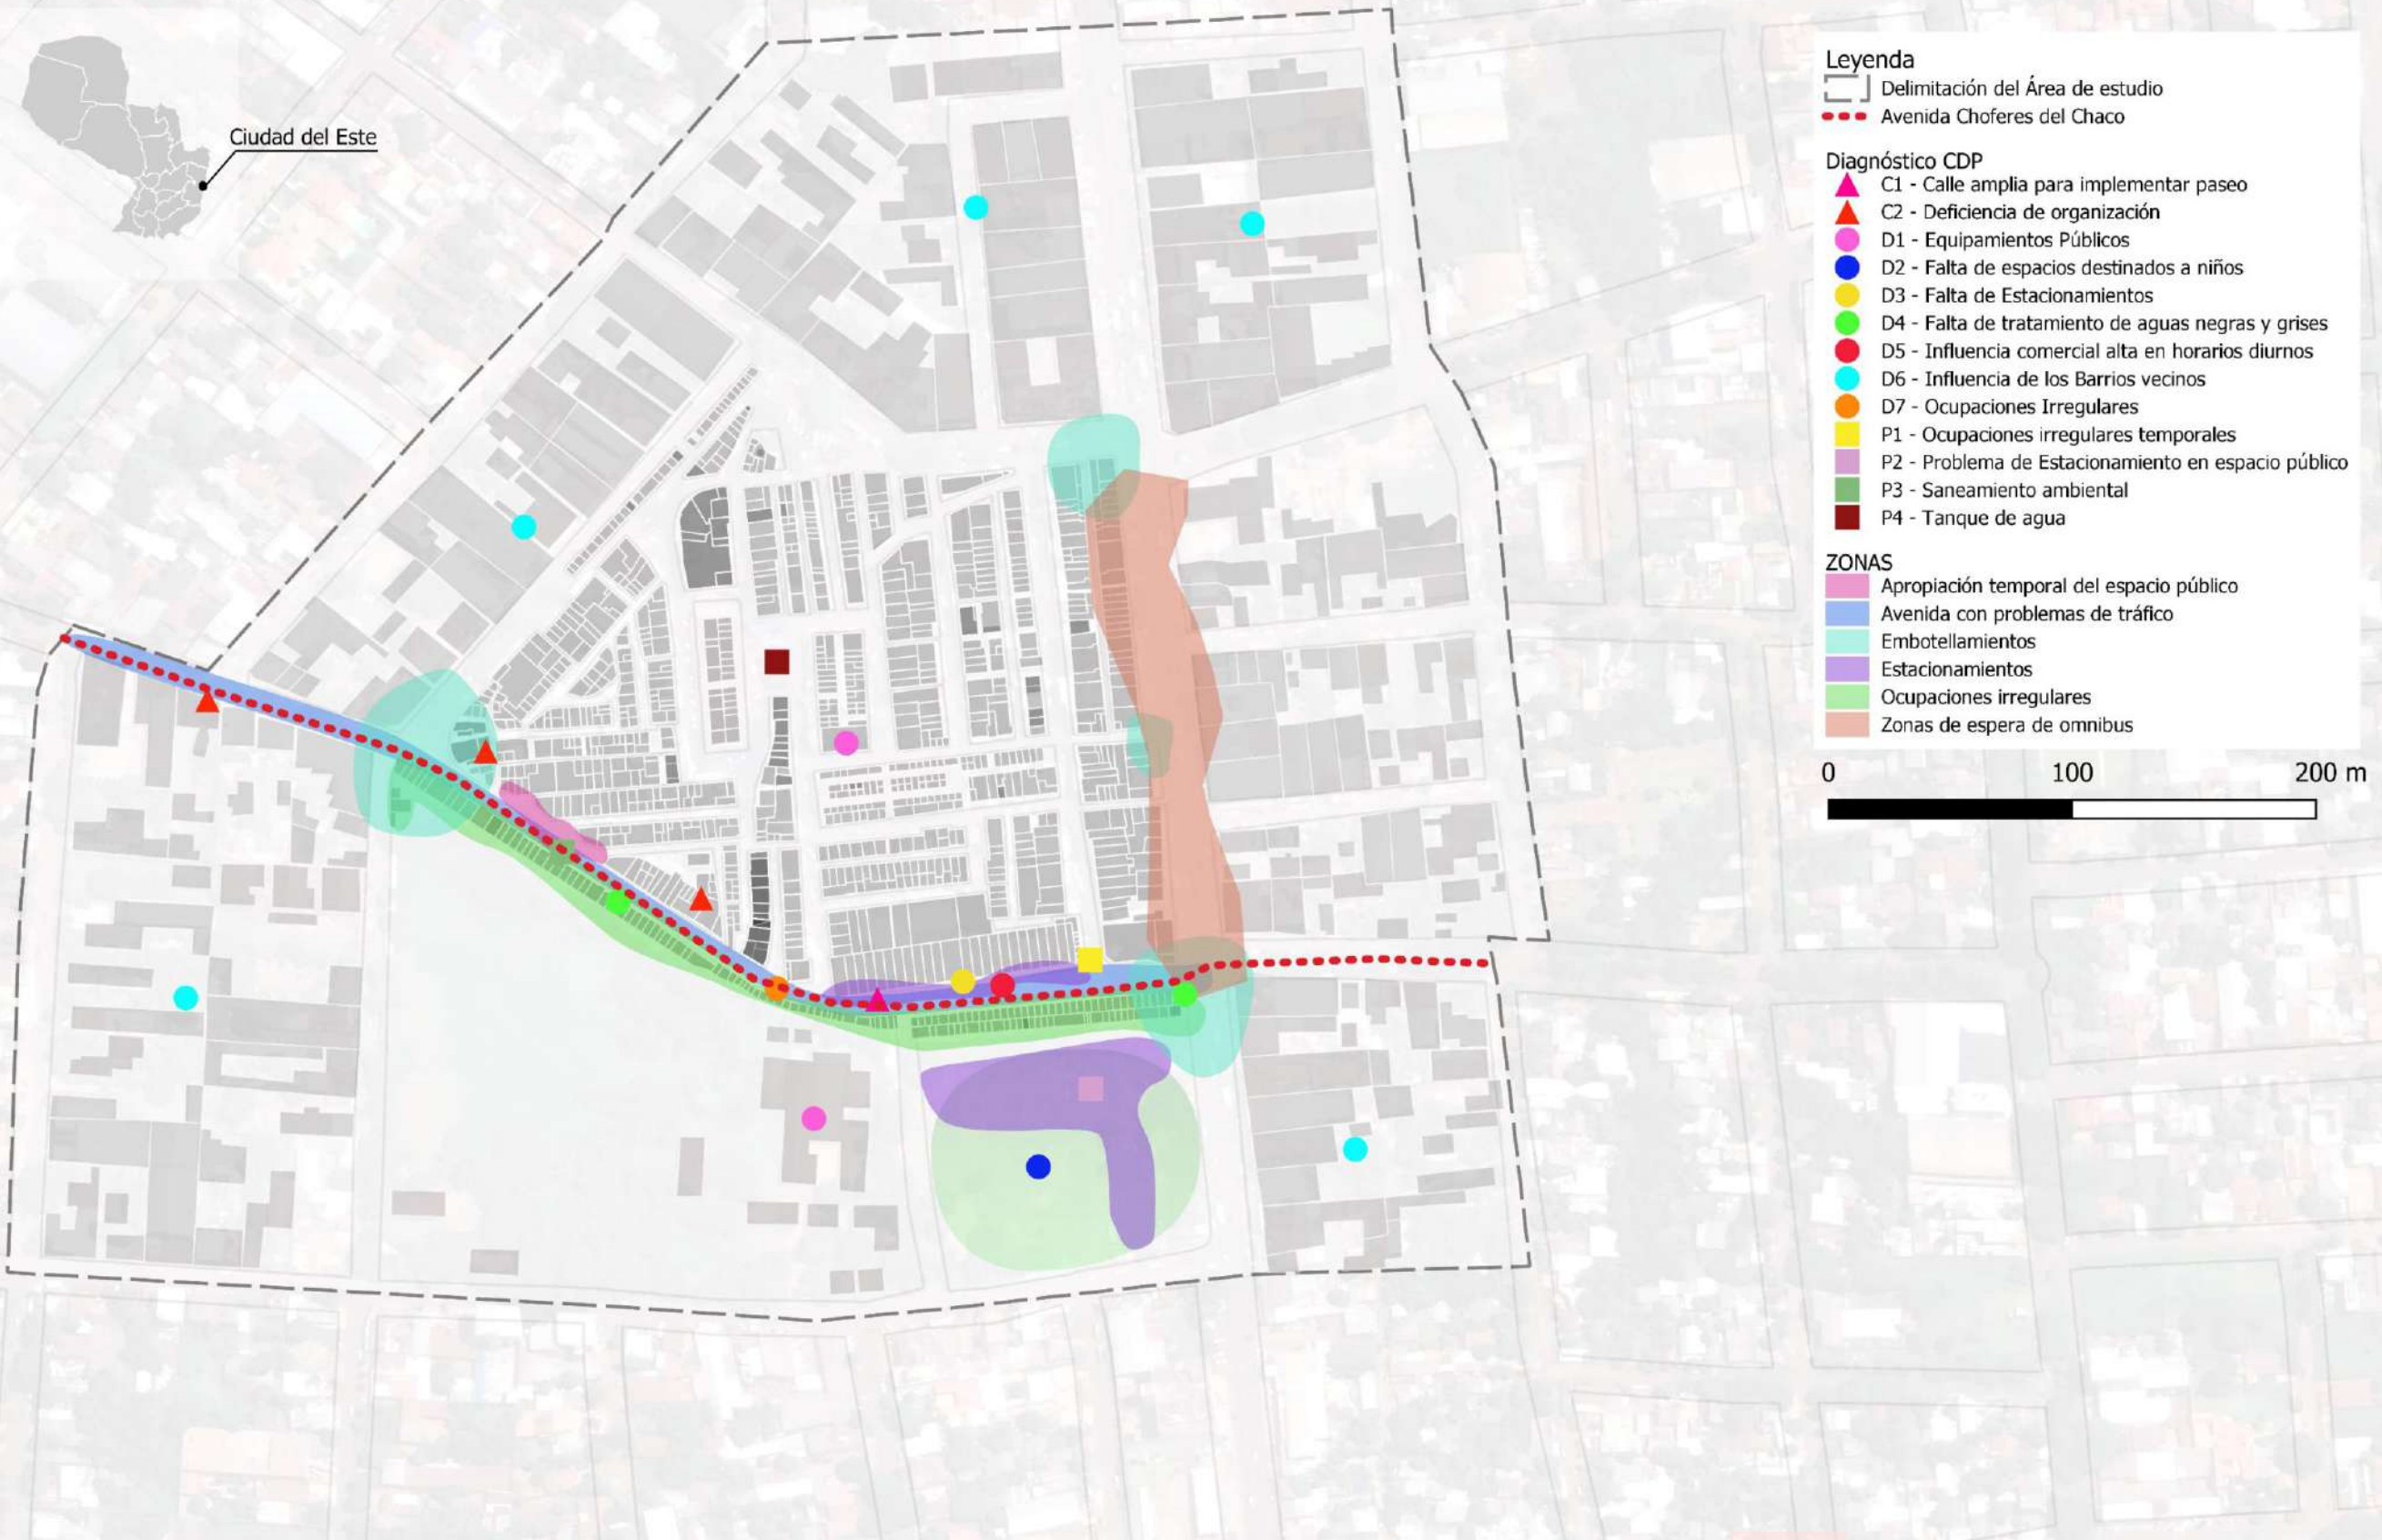 Ciudad del Este
Leyenda
Delimitación del Área de estudio
Avenida Choferes del Chaco
Diagnóstico CDP
C1 - Calle amplia para implementar paseo
C2 - Deficiencia de organización
D1 - Equipamientos Públicos
D2 - Falta de espacios destinados a niños
D3 - Falta de Estacionamientos
D4 - Falta de tratamiento de aguas negras y grises
D5 - Influencia comercial alta en horarios diurnos
D6 - Influencia de los Barrios vecinos
D7 - Ocupaciones Irregulares
P1 - Ocupaciones irregulares temporales
P2 - Problema de Estacionamiento en espacio público
P3 - Saneamiento ambiental
P4 - Tanque de agua
ZONAS
Apropiación temporal del espacio público
Avenida con problemas de tráfico
Embotellamientos
Estacionamientos
Ocupaciones irregulares
Zonas de espera de omnibus
0 100 200 m